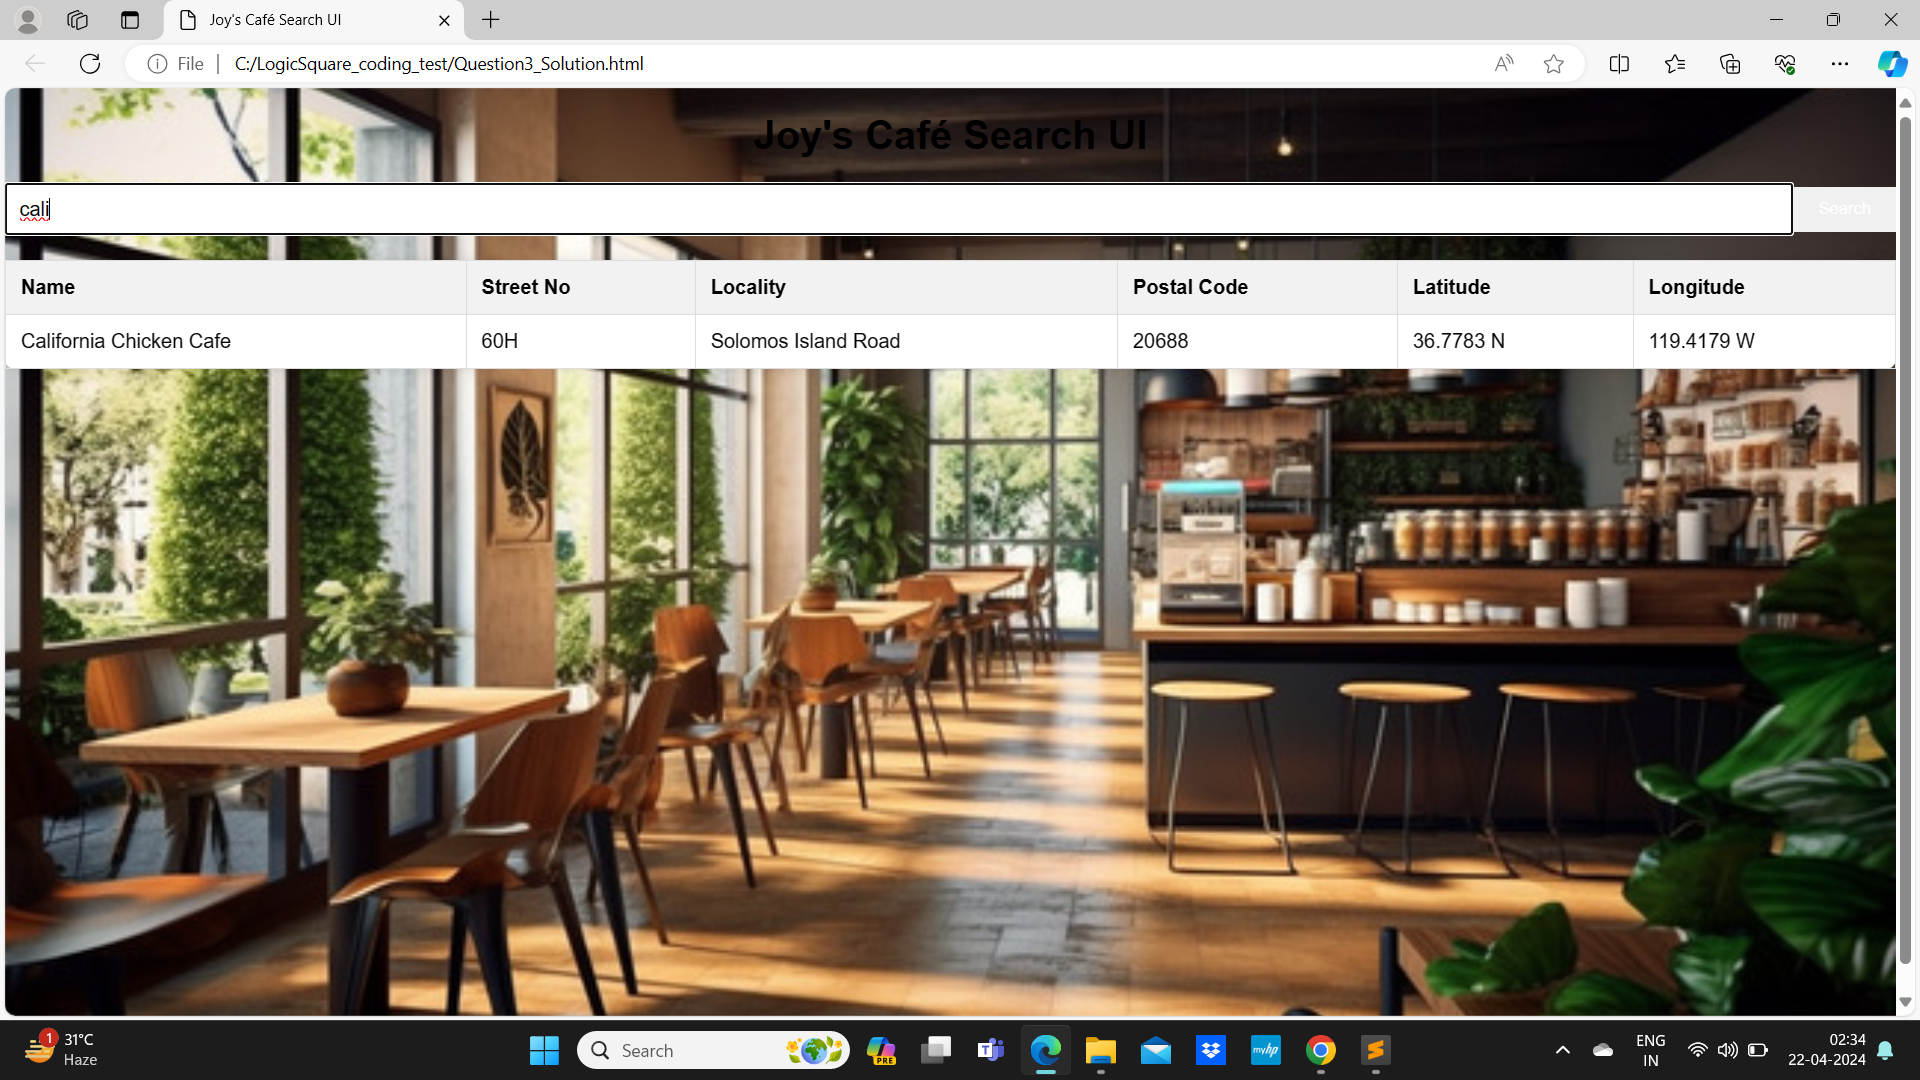 Joy's Café Search UI
File
C:/LogicSquare_coding_test/Question3_Solution.html
Joy's Café Search UI
cali
Search
Name Street No Locality Postal Code Latitude Longitude
California Chicken Cafe 60H Solomos Island Road 20688 36.7783 N 119.4179 W
1
31°C
Haze
Search
PRE
T
myhp
ENG
IN
02:34
22-04-2024